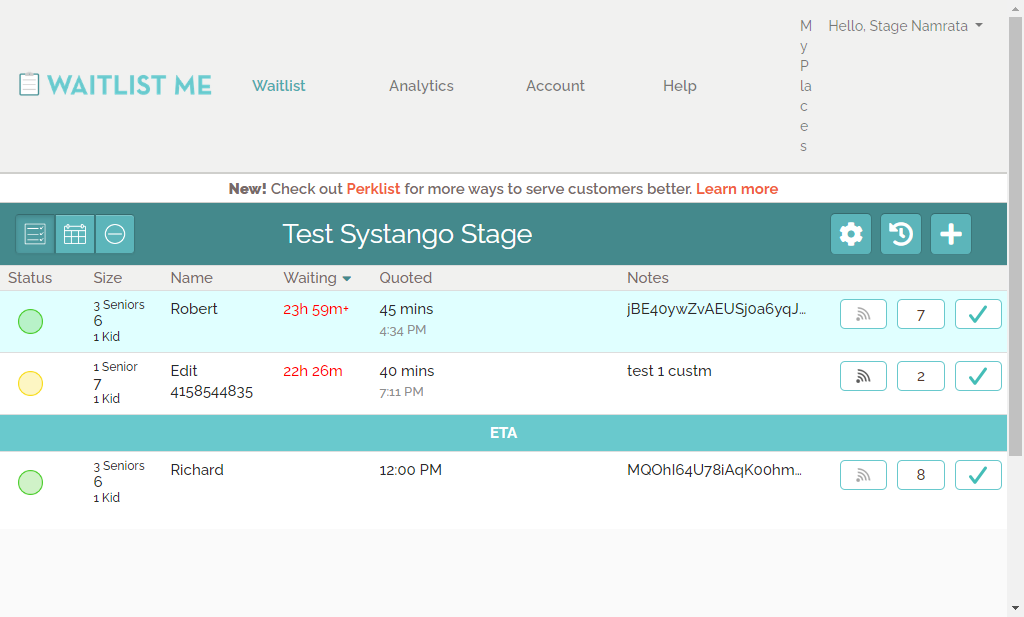 WAITLIST ME
Waitlist
Analytics
Account
Help
My Places
Hello, Stage Namrata
New! Check out Perklist for more ways to serve customers better. Learn more
Test Systango Stage
Status Size Name Waiting Quoted Notes
3 Seniors
6
1 Kid
Robert
23h 59m+
45 mins
4:34 PM
jBE40ywZvAEUSj0a6yqJ...
7
1 Senior
7
1 Kid
Edit
4158544835
22h 26m
40 mins
7:11 PM
test 1 custm
2
ETA
3 Seniors
6
1 Kid
Richard
12:00 PM
MQOhI64U78iAqK00hm...
8